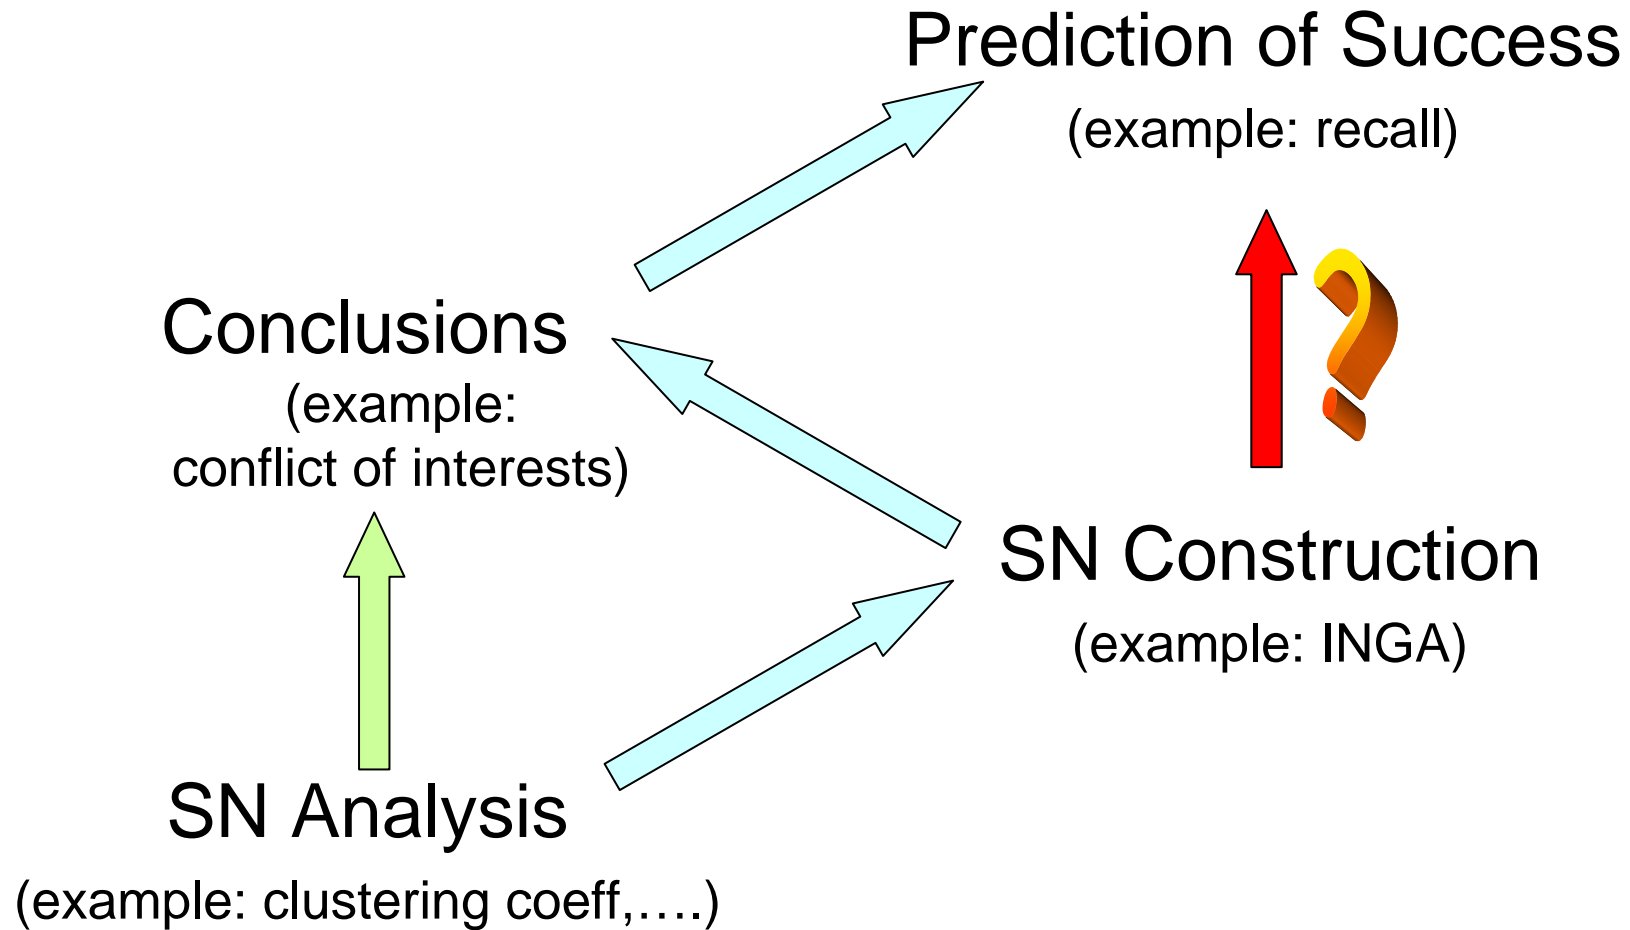 Prediction of Success
(example: recall)
Conclusions
(example:
conflict of interests)
SN Construction
(example: INGA)
SN Analysis
(example: clustering coeff,….)